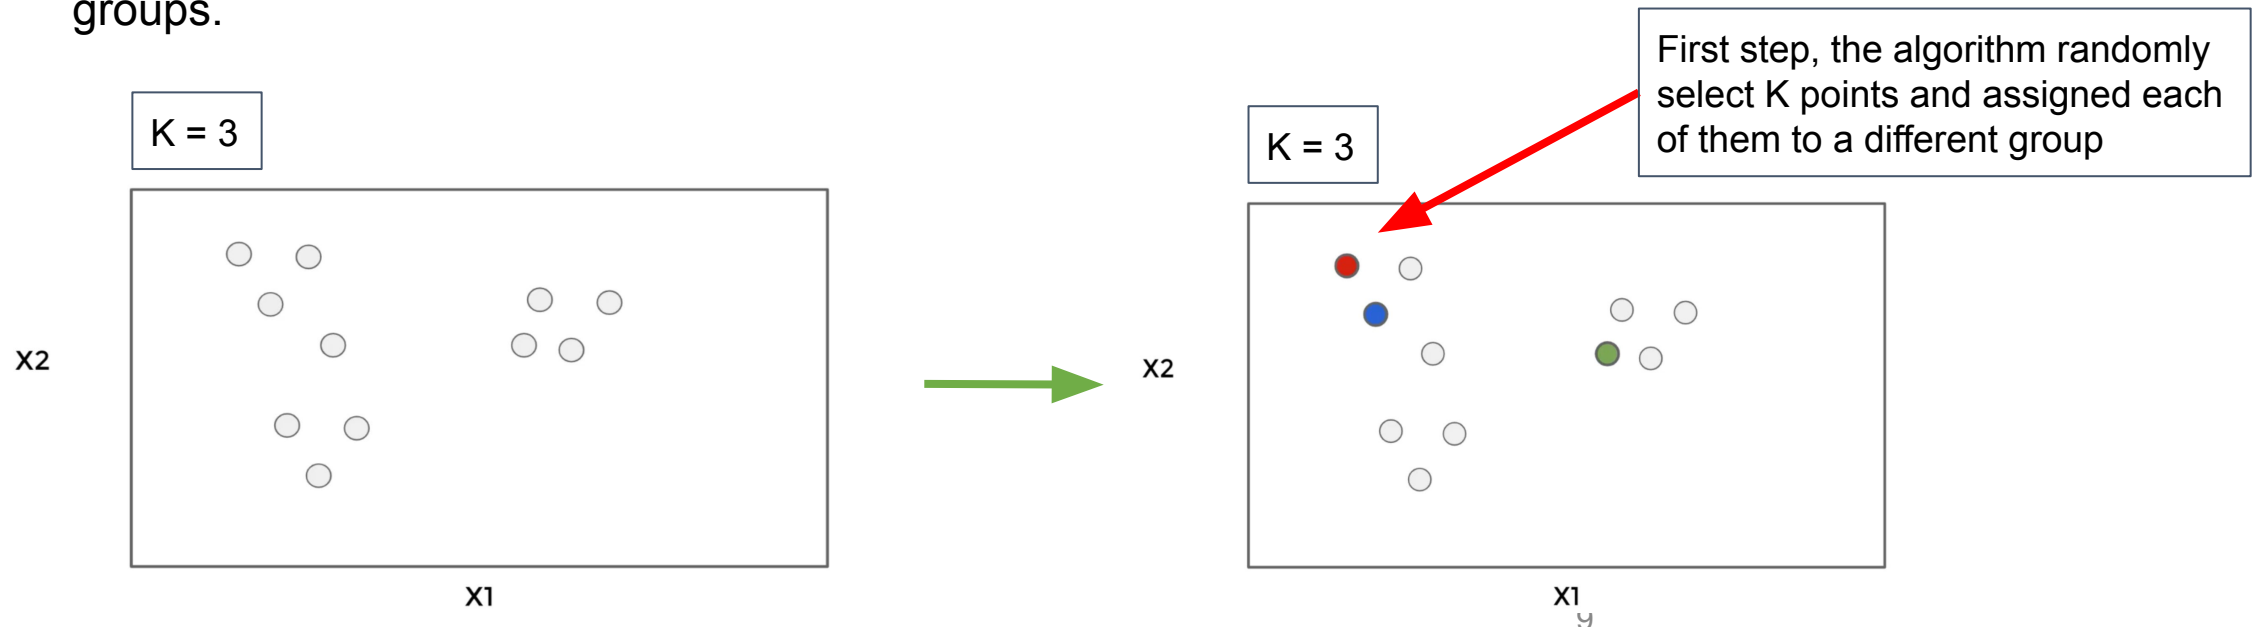 groups.
K = 3
X2
X1
First step, the algorithm randomly
select K points and assigned each
of them to a different group
K = 3
X2
X1
9